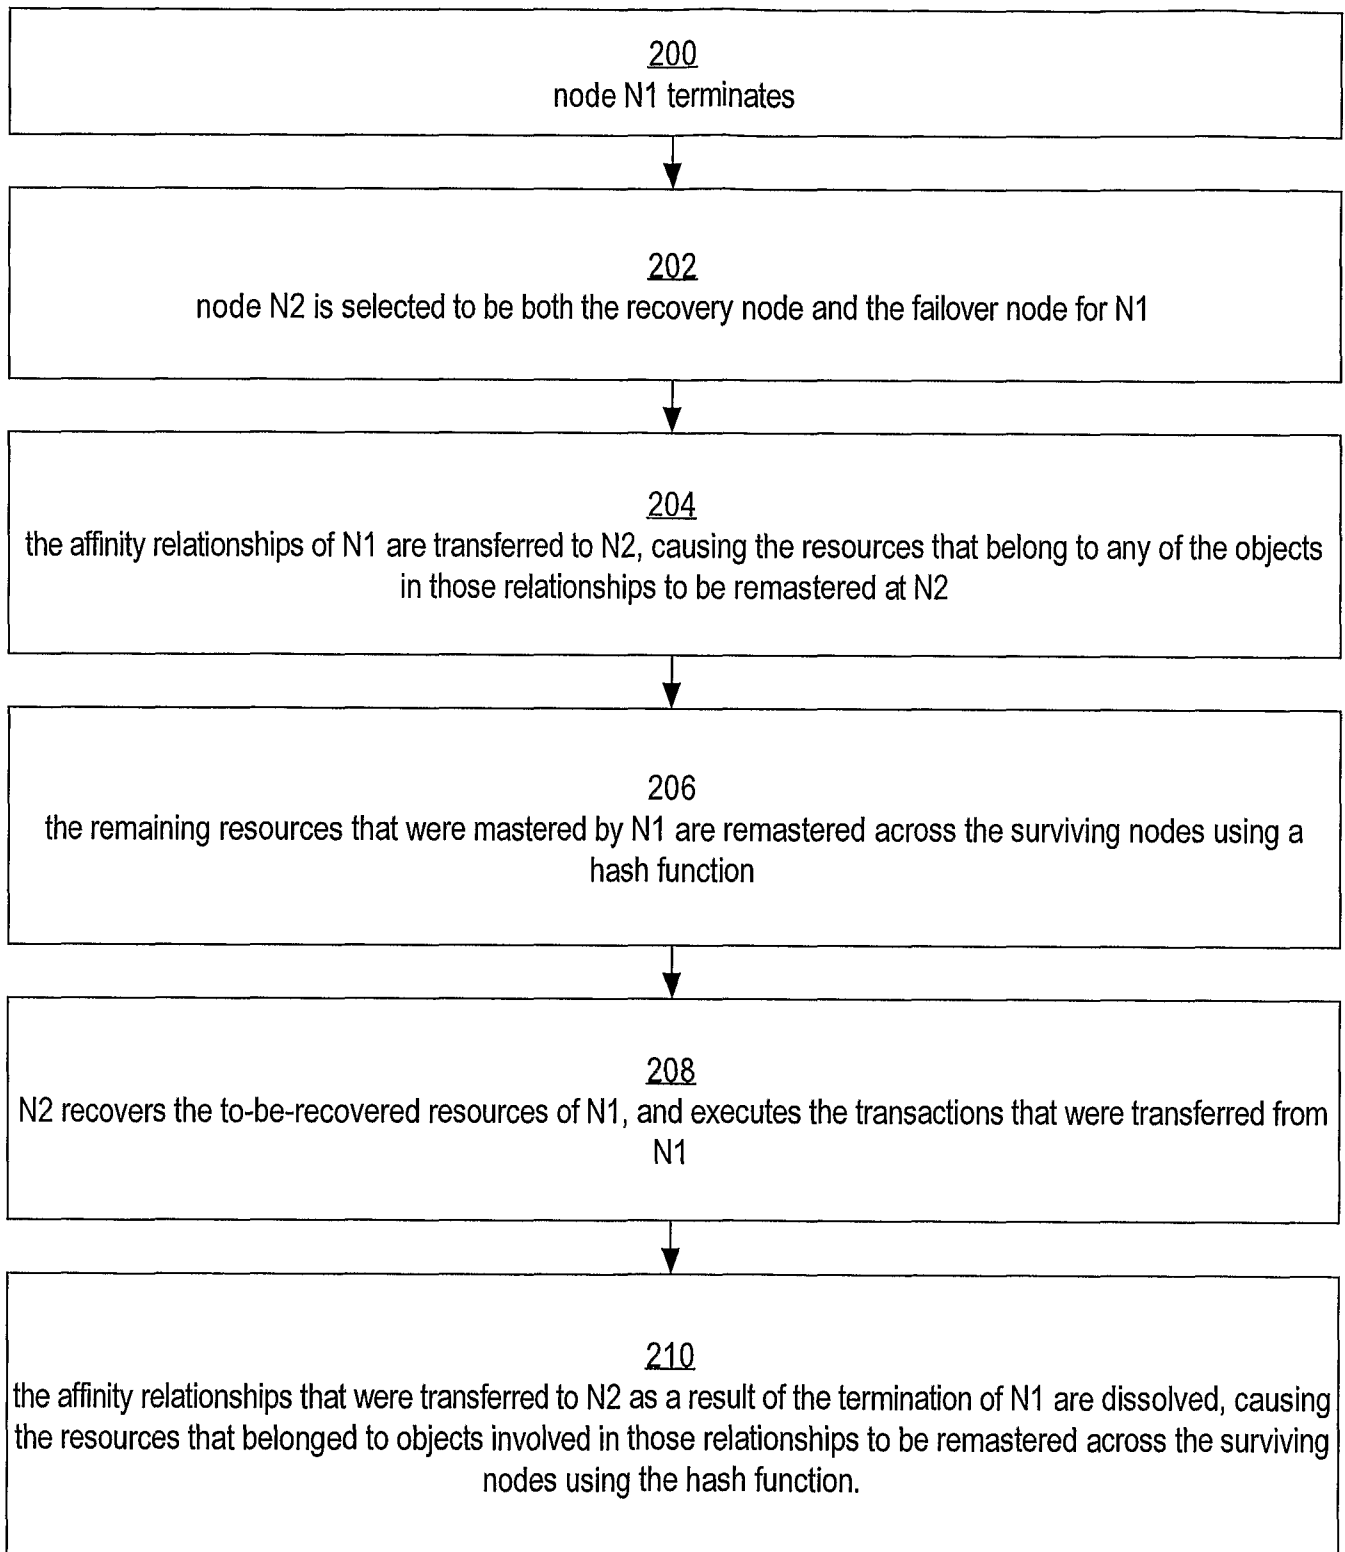 200
node N1 terminates
202
node N2 is selected to be both the recovery node and the failover node for N1
204
the affinity relationships of N1 are transferred to N2, causing the resources that belong to any of the objects
in those relationships to be remastered at N2
206
the remaining resources that were mastered by N1 are remastered across the surviving nodes using a
hash function
208
N2 recovers the to-be-recovered resources of N1, and executes the transactions that were transferred from
N1
210
the affinity relationships that were transferred to N2 as a result of the termination of N1 are dissolved, causing
the resources that belonged to objects involved in those relationships to be remastered across the surviving
nodes using the hash function.